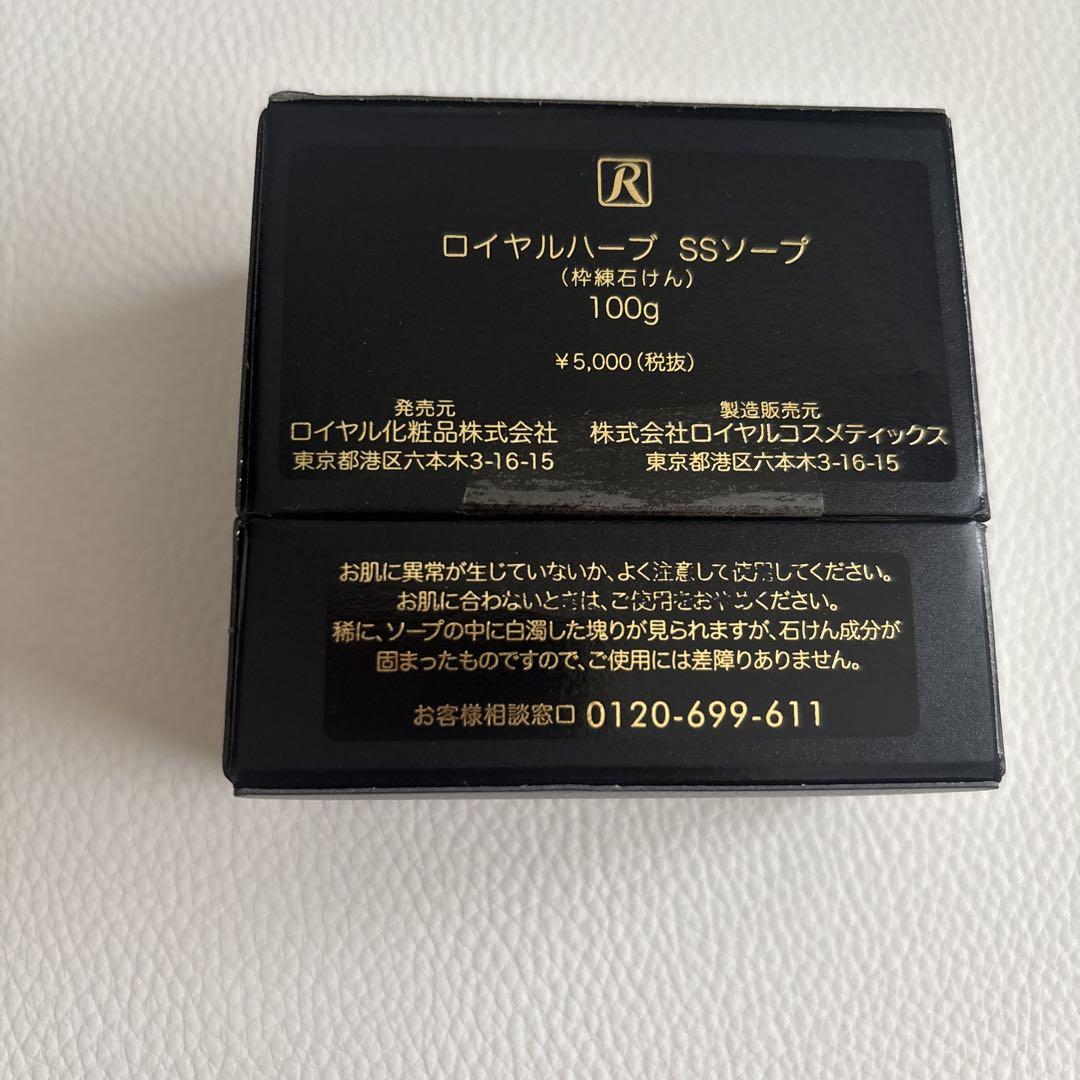 R
ロイヤルハーブ SSソープ
（枠練石けん）
100g
￥5,000（税抜）
発売元
ロイヤル化粧品株式会社
東京都港区六本木3-16-15
製造販売元
株式会社ロイヤルコスメティックス
東京都港区六本木3-16-15
お肌に異常が生じていないか、よく注意して使用してください。
お肌に合わないときは、ご使用をおやめください。
稀に、ソープの中に白濁した塊りが見られますが、石けん成分が
固まったものですので、ご使用には差障りありません。
お客様相談窓口 0120-699-611